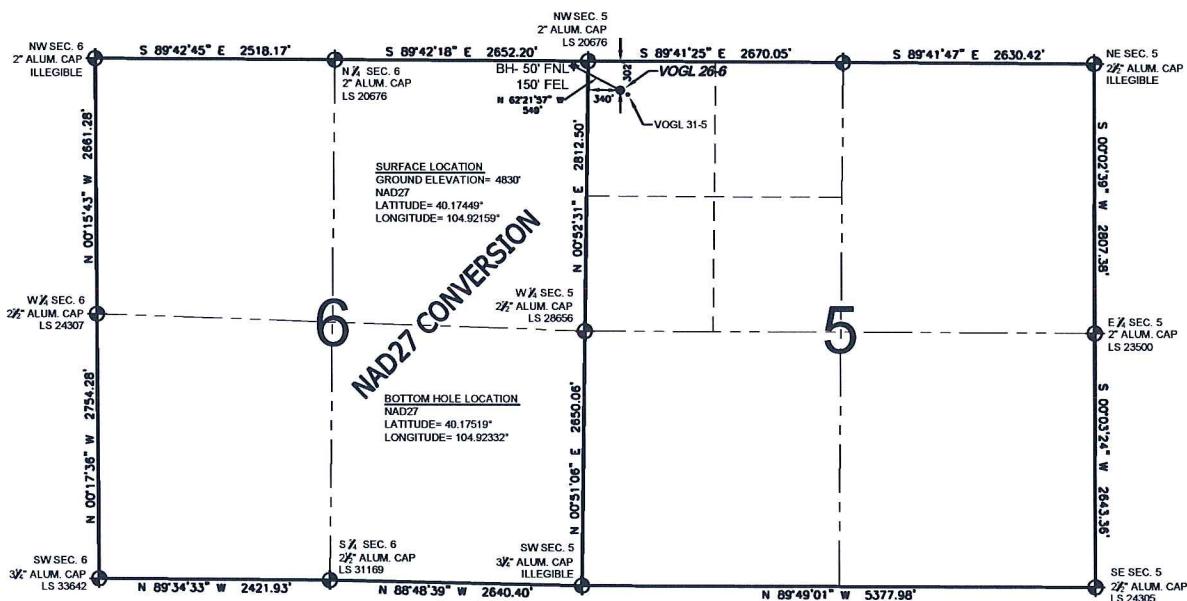 NW SEC. 6
2" ALUM. CAP
ILLEGIBLE
S 89°42'45" E 2518.17'
N ¼ SEC. 6
2" ALUM. CAP
LS 20676
S 89°42'18" E 2652.20'
NW SEC. 5
2" ALUM. CAP
LS 20676
S 89°41'25" E 2670.05'
S 89°41'47" E 2630.42'
NE SEC. 5
2½" ALUM. CAP
ILLEGIBLE
BH- 50' FNL
150' FEL
N 62°21'57" W
549'
302'
340'
VOGL 26-6
VOGL 31-5
N 00°15'43" W 2661.28'
SURFACE LOCATION
GROUND ELEVATION= 4830'
NAD27
LATITUDE= 40.17449°
LONGITUDE= 104.92159°
N 00°52'31" E 2812.50'
S 00°02'39" W 2807.38'
NAD27 CONVERSION
W ¼ SEC. 6
2½" ALUM. CAP
LS 24307
6
W ¼ SEC. 5
2½" ALUM. CAP
LS 28656
5
E ¼ SEC. 5
2" ALUM. CAP
LS 23500
BOTTOM HOLE LOCATION
NAD27
LATITUDE= 40.17519°
LONGITUDE= 104.92332°
N 00°17'36" W 2754.28'
N 00°51'06" E 2650.06'
S 00°03'24" W 2643.36'
SW SEC. 6
3½" ALUM. CAP
LS 33642
N 89°34'33" W 2421.93'
S ¼ SEC. 6
2½" ALUM. CAP
LS 31169
N 88°48'39" W 2640.40'
SW SEC. 5
3½" ALUM. CAP
ILLEGIBLE
N 89°49'01" W 5377.98'
SE SEC. 5
2½" ALUM. CAP
LS 24305